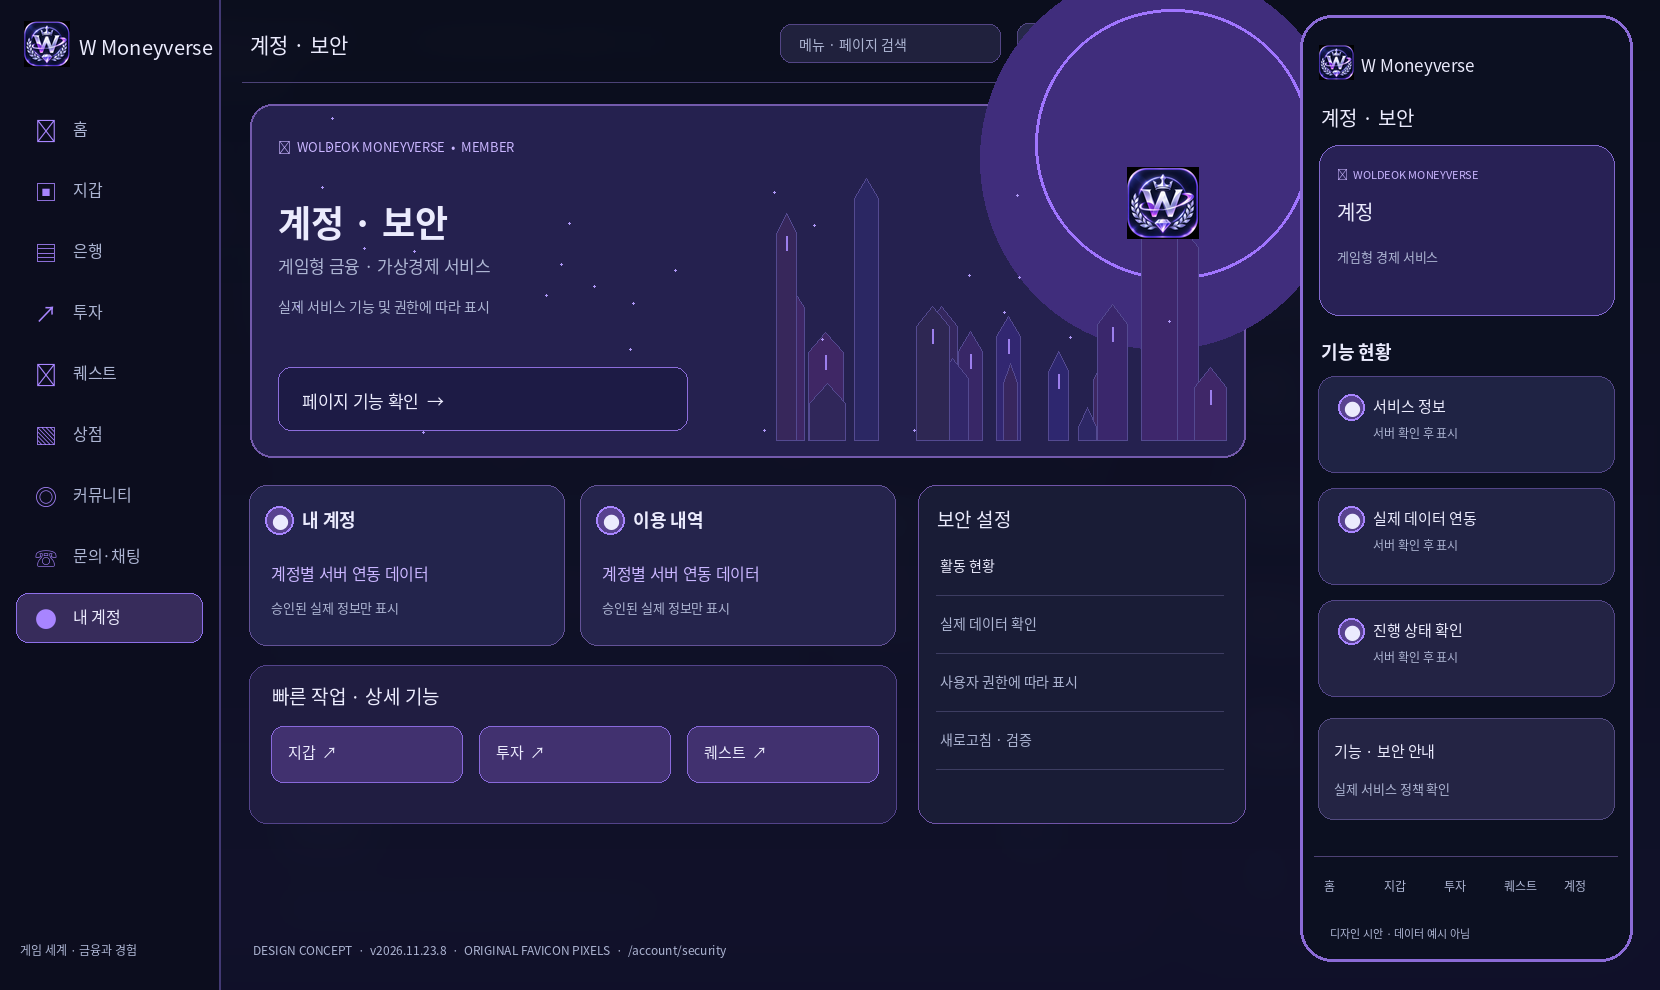 W Moneyverse
홈
지갑
은행
투자
퀘스트
상점
커뮤니티
문의·채팅
내 계정
게임 세계 · 금융과 경험
계정 · 보안
메뉴 · 페이지 검색
WOLDEOK MONEYVERSE • MEMBER
계정 · 보안
게임형 금융 · 가상경제 서비스
실제 서비스 기능 및 권한에 따라 표시
페이지 기능 확인 →
내 계정
계정별 서버 연동 데이터
승인된 실제 정보만 표시
이용 내역
계정별 서버 연동 데이터
승인된 실제 정보만 표시
빠른 작업 · 상세 기능
지갑 ↗
투자 ↗
퀘스트 ↗
보안 설정
활동 현황
실제 데이터 확인
사용자 권한에 따라 표시
새로고침 · 검증
DESIGN CONCEPT · v2026.11.23.8 · ORIGINAL FAVICON PIXELS · /account/security
W Moneyverse
계정 · 보안
WOLDEOK MONEYVERSE
계정
게임형 경제 서비스
기능 현황
서비스 정보
서버 확인 후 표시
실제 데이터 연동
서버 확인 후 표시
진행 상태 확인
서버 확인 후 표시
기능 · 보안 안내
실제 서비스 정책 확인
홈 지갑 투자 퀘스트 계정
디자인 시안 · 데이터 예시 아님